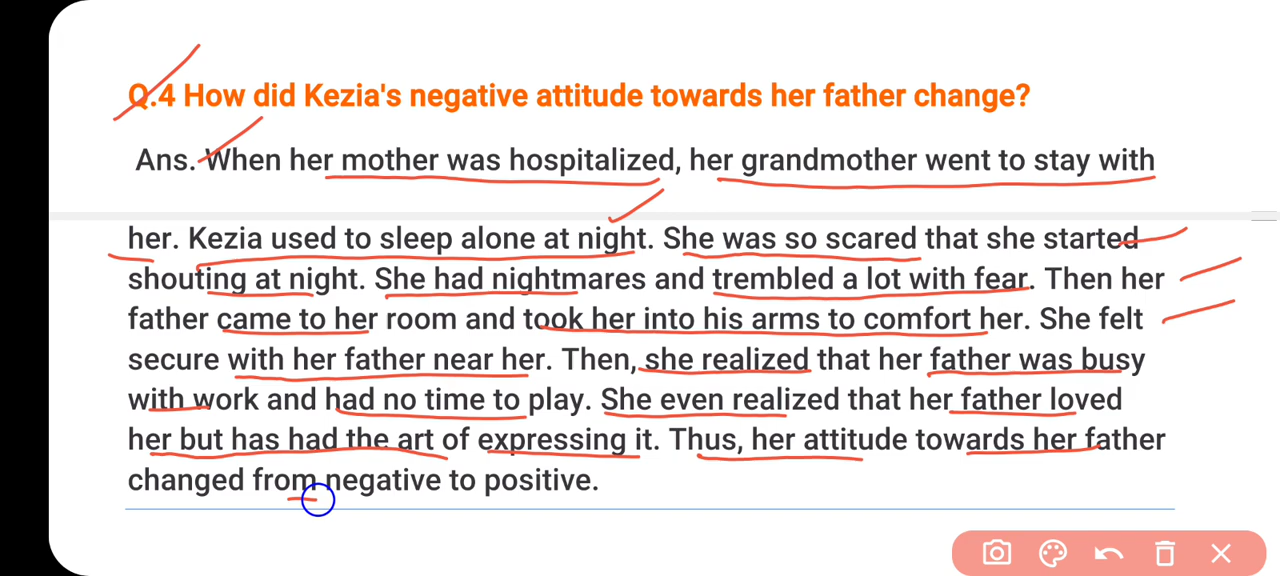 Q.4 How did Kezia's negative attitude towards her father change?
Ans. When her mother was hospitalized, her grandmother went to stay with
her. Kezia used to sleep alone at night. She was so scared that she started
shouting at night. She had nightmares and trembled a lot with fear. Then her
father came to her room and took her into his arms to comfort her. She felt
secure with her father near her. Then, she realized that her father was busy
with work and had no time to play. She even realized that her father loved
her but has had the art of expressing it. Thus, her attitude towards her father
changed from negative to positive.